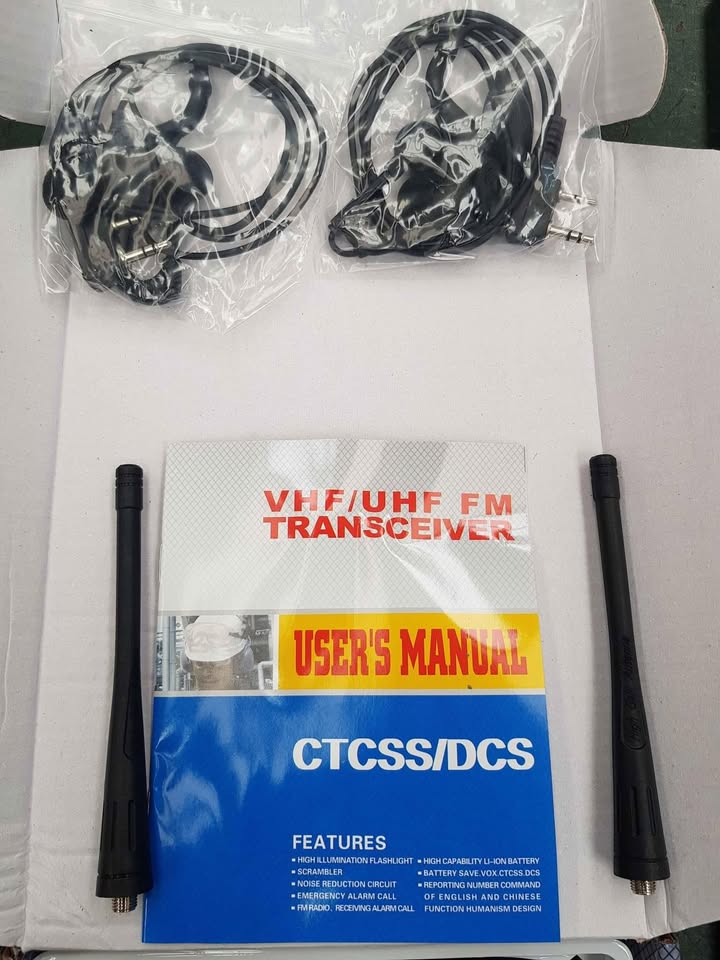 VHF/UHF FM
TRANSCEIVER
USER'S MANUAL
CTCSS/DCS
FEATURES
▪ HIGH ILLUMINATION FLASHLIGHT
▪ SCRAMBLER
▪ NOISE REDUCTION CIRCUIT
▪ EMERGENCY ALARM CALL
▪ FM RADIO、RECEIVING ALARM CALL
▪ HIGH CAPABILITY LI-ION BATTERY
▪ BATTERY SAVE.VOX.CTCSS.DCS
▪ REPORTING NUMBER COMMAND
OF ENGLISH AND CHINESE
FUNCTION HUMANISM DESIGN